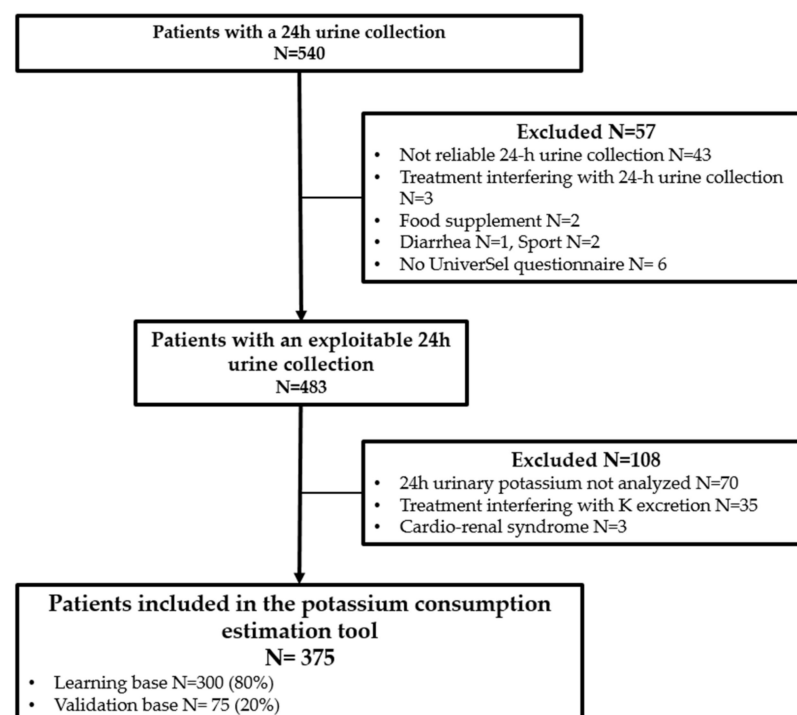 Patients with a 24h urine collection
N=540
Excluded N=57
• Not reliable 24-h urine collection N=43
• Treatment interfering with 24-h urine collection
N=3
• Food supplement N=2
• Diarrhea N=1, Sport N=2
• No UniverSel questionnaire N= 6
Patients with an exploitable 24h
urine collection
N=483
Excluded N=108
• 24h urinary potassium not analyzed N=70
• Treatment interfering with K excretion N=35
• Cardio-renal syndrome N=3
Patients included in the potassium consumption
estimation tool
N= 375
• Learning base N=300 (80%)
• Validation base N= 75 (20%)